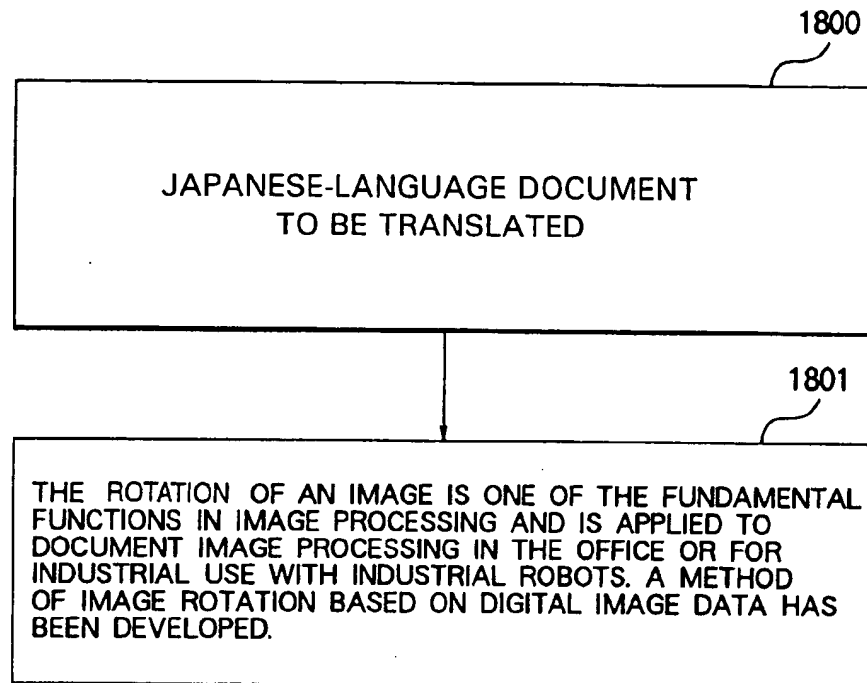 1800
JAPANESE-LANGUAGE DOCUMENT
TO BE TRANSLATED
1801
THE ROTATION OF AN IMAGE IS ONE OF THE FUNDAMENTAL
FUNCTIONS IN IMAGE PROCESSING AND IS APPLIED TO
DOCUMENT IMAGE PROCESSING IN THE OFFICE OR FOR
INDUSTRIAL USE WITH INDUSTRIAL ROBOTS. A METHOD
OF IMAGE ROTATION BASED ON DIGITAL IMAGE DATA HAS
BEEN DEVELOPED.